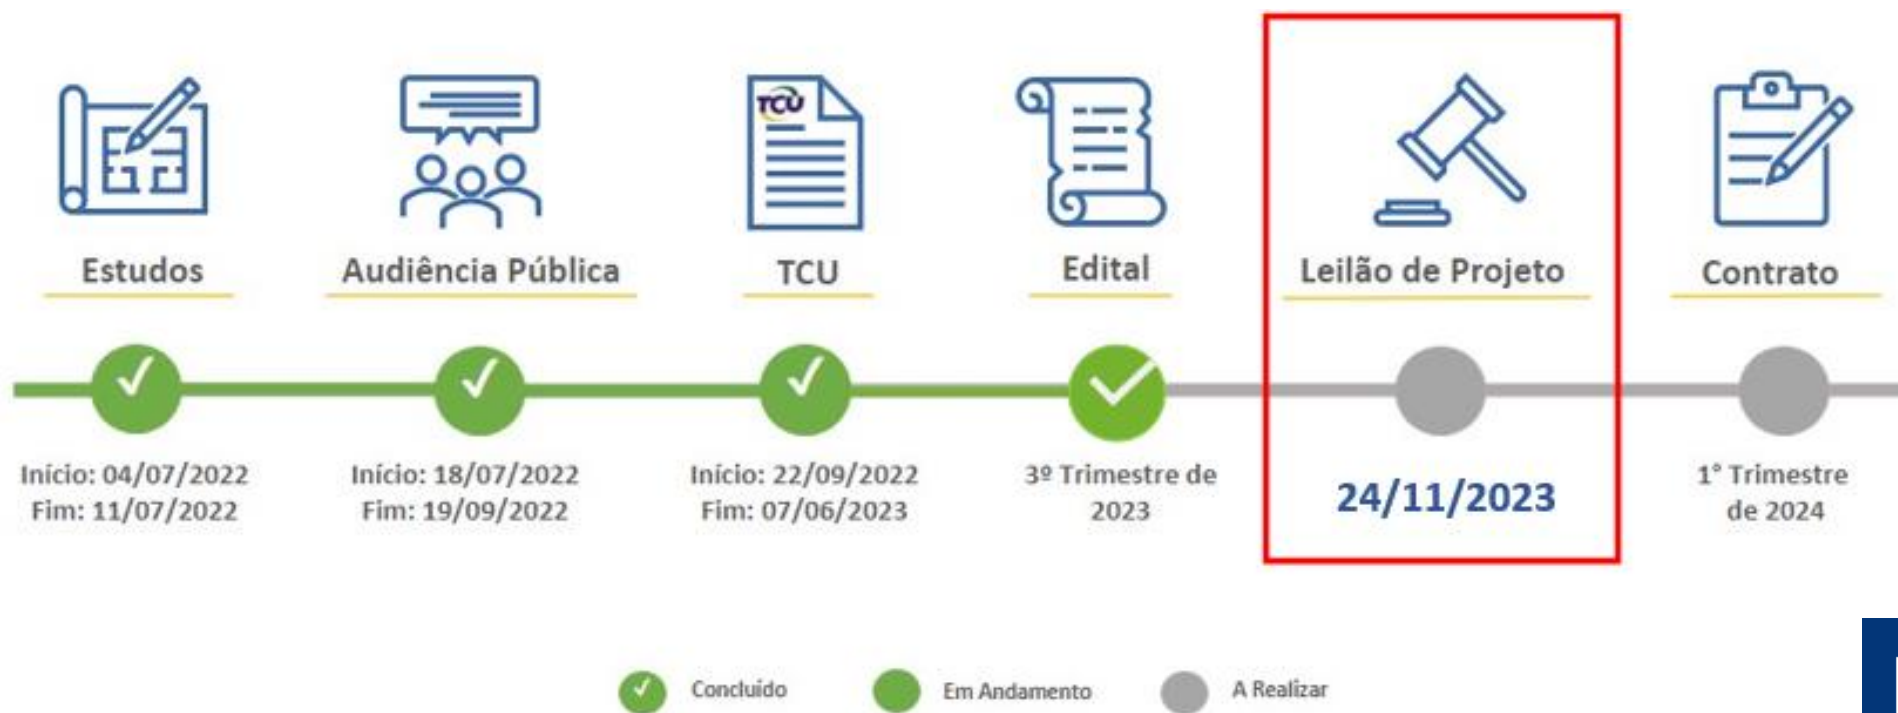 TCU
Estudos
Audiência Pública
TCU
Edital
Leilão de Projeto
Contrato
Início: 04/07/2022
Fim: 11/07/2022
Início: 18/07/2022
Fim: 19/09/2022
Início: 22/09/2022
Fim: 07/06/2023
3º Trimestre de
2023
24/11/2023
1° Trimestre
de 2024
Concluído
Em Andamento
A Realizar